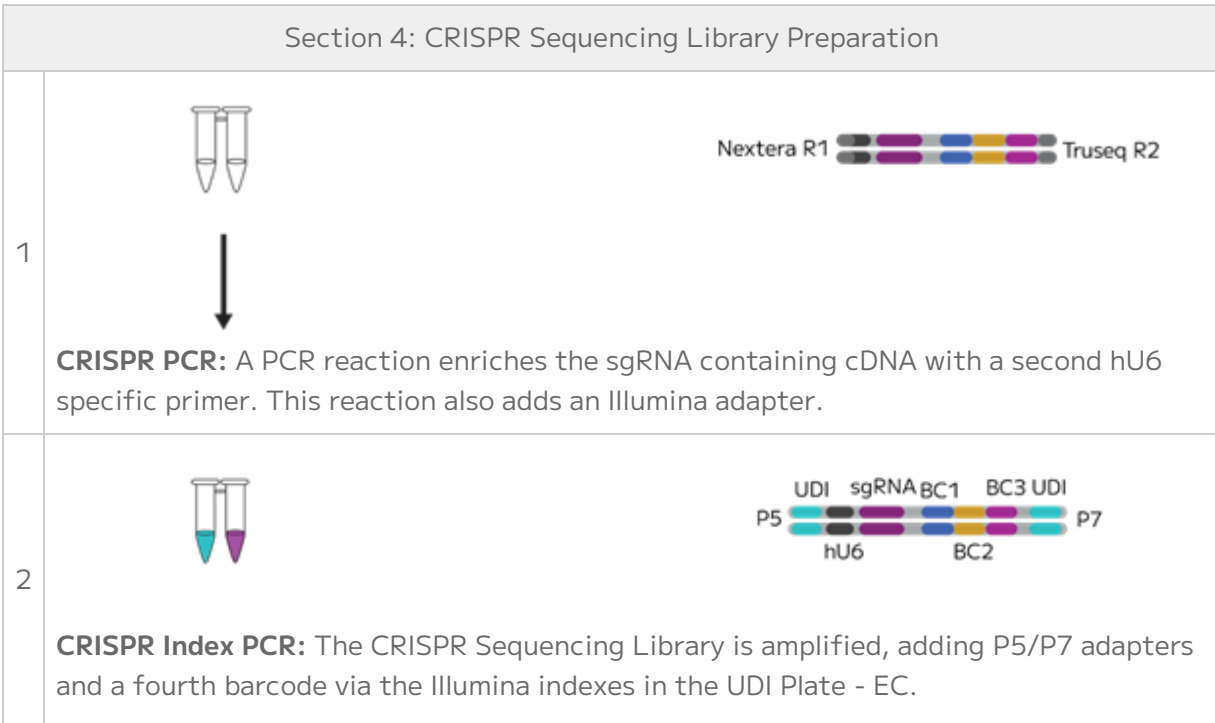 Section 4: CRISPR Sequencing Library Preparation
1
Nextera R1
Truseq R2
CRISPR PCR: A PCR reaction enriches the sgRNA containing cDNA with a second hU6
specific primer. This reaction also adds an Illumina adapter.
2
UDI sgRNA BC1 BC3 UDI
P5
P7
hU6 BC2
CRISPR Index PCR: The CRISPR Sequencing Library is amplified, adding P5/P7 adapters
and a fourth barcode via the Illumina indexes in the UDI Plate - EC.